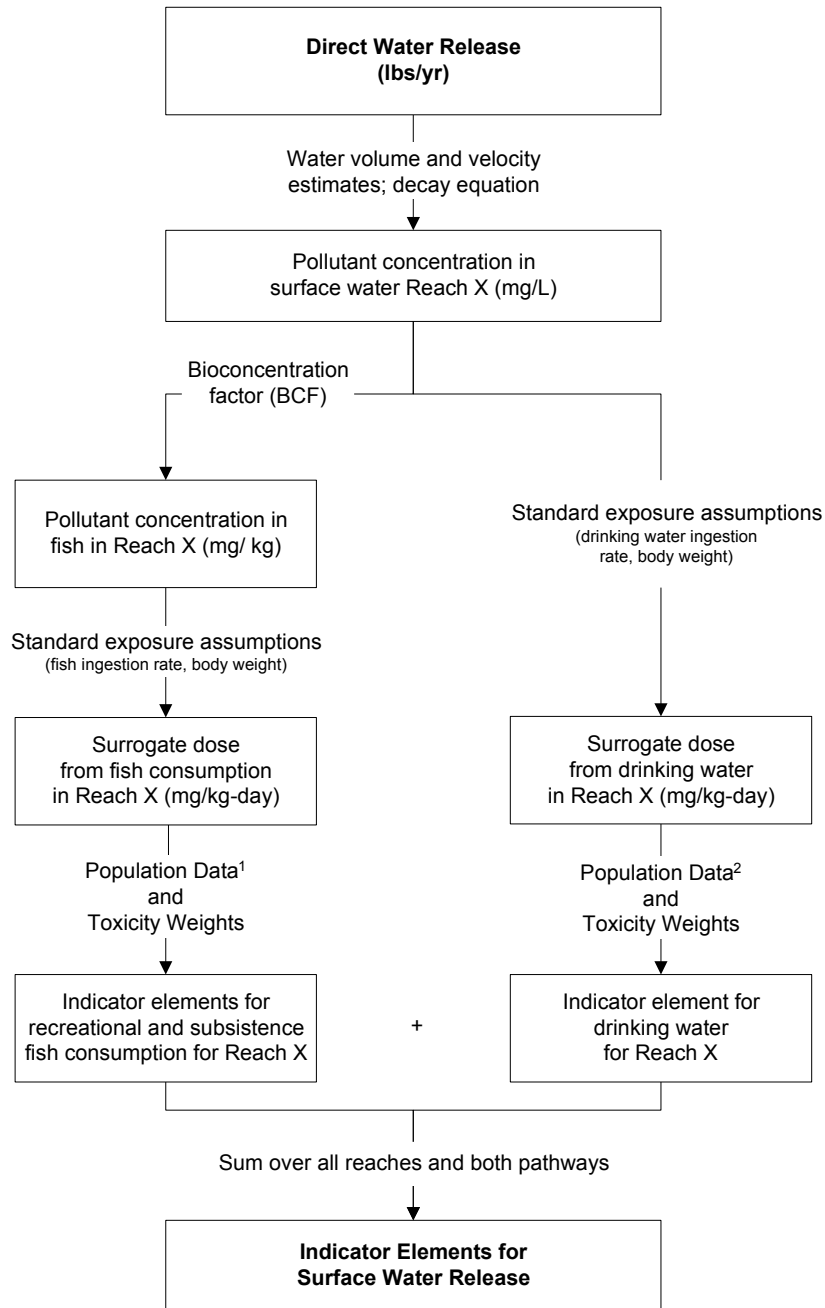 Direct Water Release
(lbs/yr)
Water volume and velocity
estimates; decay equation
Pollutant concentration in
surface water Reach X (mg/L)
Bioconcentration
factor (BCF)
Pollutant concentration in
fish in Reach X (mg/ kg)
Standard exposure assumptions
(drinking water ingestion
rate, body weight)
Standard exposure assumptions
(fish ingestion rate, body weight)
Surrogate dose
from fish consumption
in Reach X (mg/kg-day)
Surrogate dose
from drinking water
in Reach X (mg/kg-day)
Population Data¹
and
Toxicity Weights
Population Data²
and
Toxicity Weights
Indicator elements for
recreational and subsistence
fish consumption for Reach X
+
Indicator element for
drinking water
for Reach X
Sum over all reaches and both pathways
Indicator Elements for
Surface Water Release